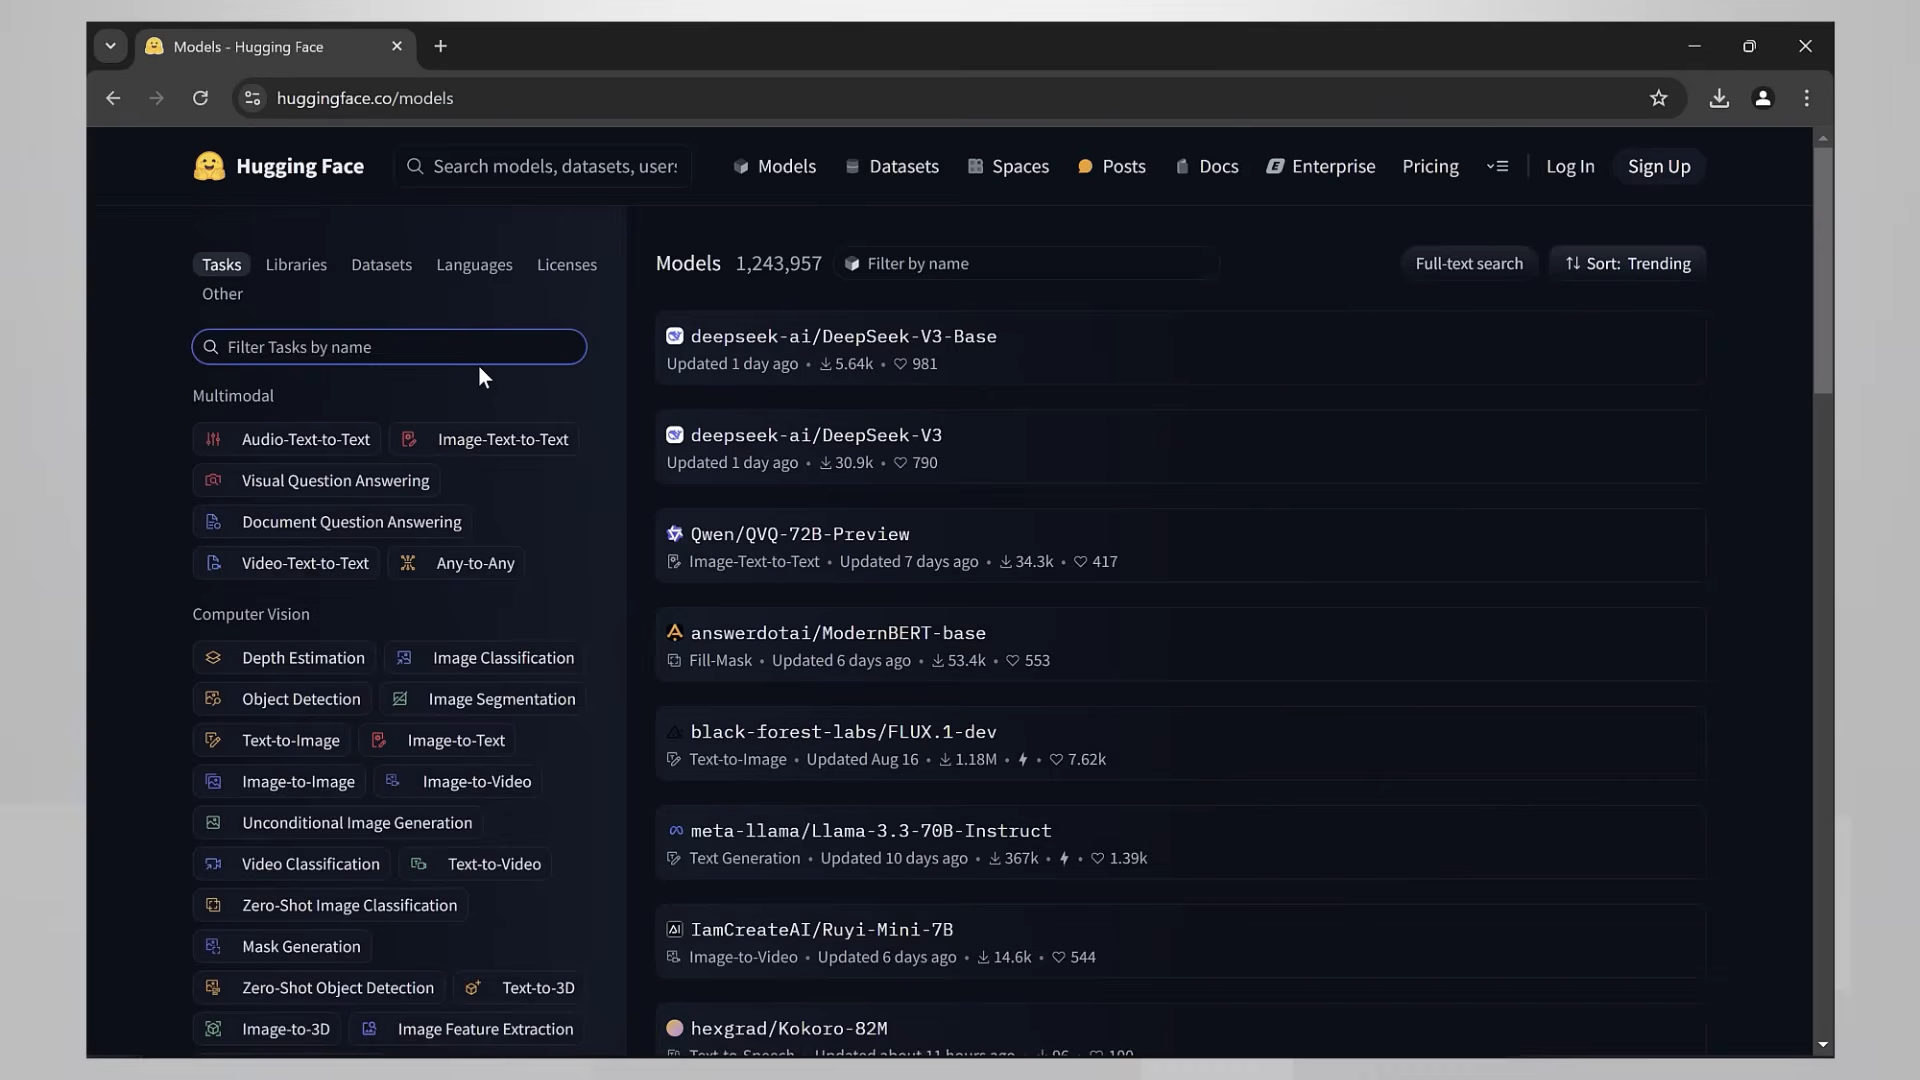 Models - Hugging Face
huggingface.co/models
Hugging Face
Search models, datasets, users
Models
Datasets
Spaces
Posts
Docs
Enterprise
Pricing
Log In
Sign Up
Tasks Libraries Datasets Languages Licenses
Other
Filter Tasks by name
Multimodal
Audio-Text-to-Text Image-Text-to-Text
Visual Question Answering
Document Question Answering
Video-Text-to-Text Any-to-Any
Computer Vision
Depth Estimation Image Classification
Object Detection Image Segmentation
Text-to-Image Image-to-Text
Image-to-Image Image-to-Video
Unconditional Image Generation
Video Classification Text-to-Video
Zero-Shot Image Classification
Mask Generation
Zero-Shot Object Detection Text-to-3D
Image-to-3D Image Feature Extraction
Models 1,243,957 Filter by name Full-text search Sort: Trending
deepseek-ai/DeepSeek-V3-Base
Updated 1 day ago • 5.64k • 981
deepseek-ai/DeepSeek-V3
Updated 1 day ago • 30.9k • 790
Qwen/QVQ-72B-Preview
Image-Text-to-Text • Updated 7 days ago • 34.3k • 417
answerdotai/ModernBERT-base
Fill-Mask • Updated 6 days ago • 53.4k • 553
black-forest-labs/FLUX.1-dev
Text-to-Image • Updated Aug 16 • 1.18M • • 7.62k
meta-llama/Llama-3.3-70B-Instruct
Text Generation • Updated 10 days ago • 367k • • 1.39k
IamCreateAI/Ruyi-Mini-7B
Image-to-Video • Updated 6 days ago • 14.6k • 544
hexgrad/Kokoro-82M
Text-to-Speech • Updated about 11 hours ago • 96 • 100